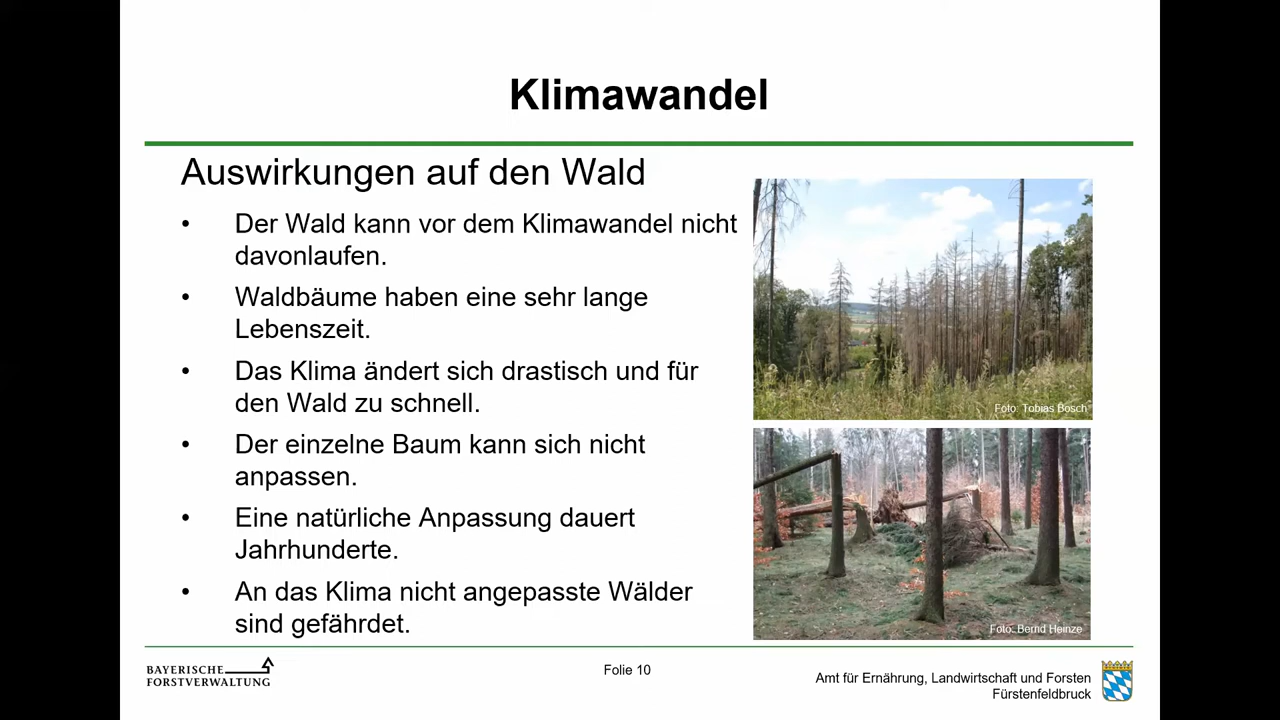 Klimawandel
Auswirkungen auf den Wald
• Der Wald kann vor dem Klimawandel nicht
davonlaufen.
• Waldbäume haben eine sehr lange
Lebenszeit.
• Das Klima ändert sich drastisch und für
den Wald zu schnell.
• Der einzelne Baum kann sich nicht
anpassen.
• Eine natürliche Anpassung dauert
Jahrhunderte.
• An das Klima nicht angepasste Wälder
sind gefährdet.
Foto: Tobias Bosch
Foto: Bernd Heinze
BAYERISCHE
FORSTVERWALTUNG
Folie 10
Amt für Ernährung, Landwirtschaft und Forsten
Fürstenfeldbruck